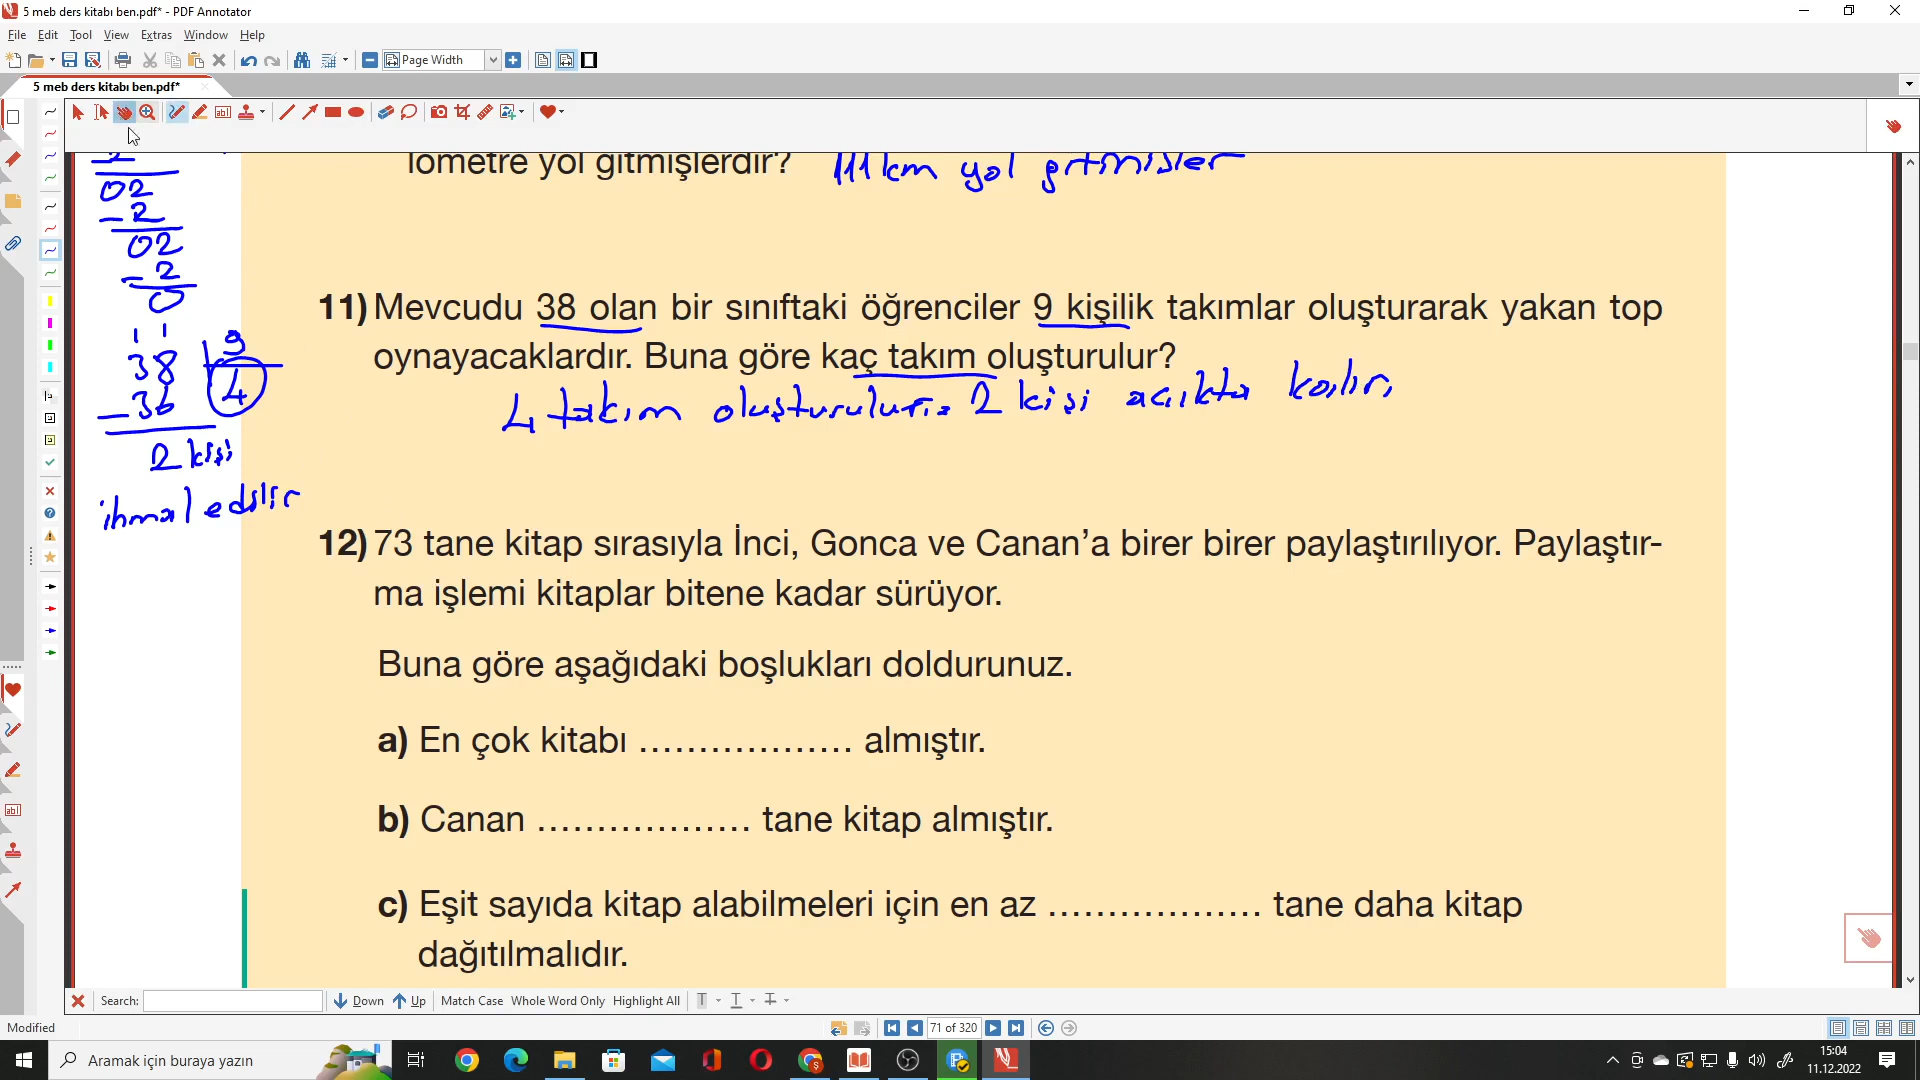 5 meb ders kitabı ben.pdf* - PDF Annotator
File Edit Tool View Extras Window Help
Page Width
5 meb ders kitabı ben.pdf*
lometre yol gitmişlerdir? 111 km yol gitmişler
02
- 2
02
- 2
0
11) Mevcudu 38 olan bir sınıftaki öğrenciler 9 kişilik takımlar oluşturarak yakan top
oynayacaklardır. Buna göre kaç takım oluşturulur?
4 takım oluşturulur. 2 kişi açıkta kalır.
1 1
38 9
- 36 4
2 kişi
ihmal edilir
12) 73 tane kitap sırasıyla İnci, Gonca ve Canan’a birer birer paylaştırılıyor. Paylaştır-
ma işlemi kitaplar bitene kadar sürüyor.
Buna göre aşağıdaki boşlukları doldurunuz.
a) En çok kitabı .................. almıştır.
b) Canan .................. tane kitap almıştır.
c) Eşit sayıda kitap alabilmeleri için en az .................. tane daha kitap
dağıtılmalıdır.
Search: Down Up Match Case Whole Word Only Highlight All
Modified 71 of 320
Aramak için buraya yazın
15:04
11.12.2022